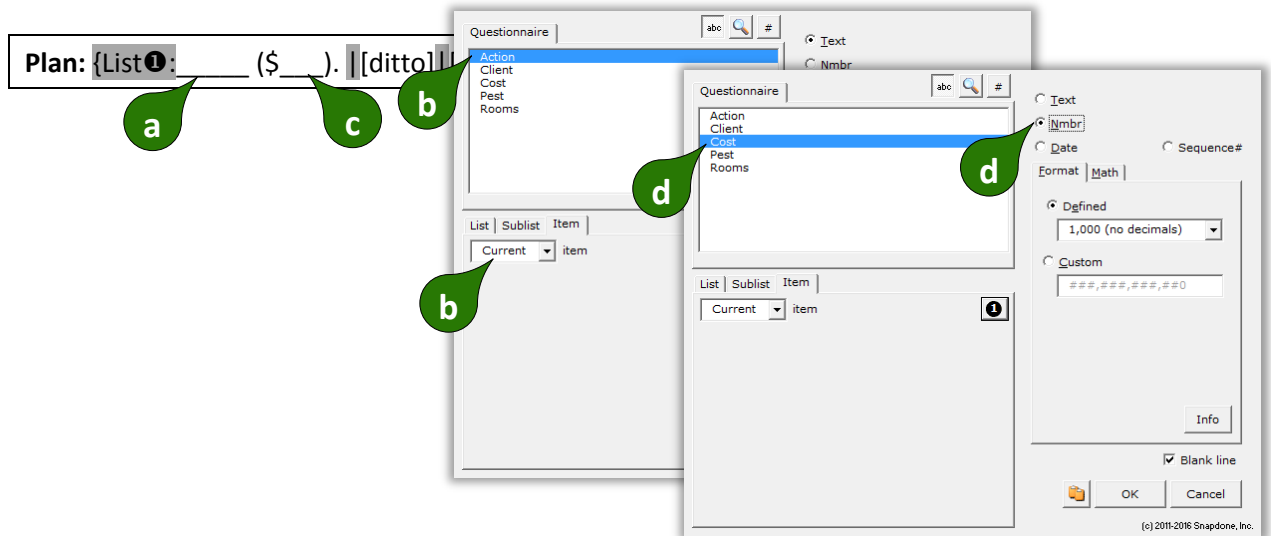 Plan: {List❶:______ ($____). |[ditto]|[
a
c
b
b
Questionnaire
abc
#
Action
Client
Cost
Pest
Rooms
Text
Nmbr
List
Sublist
Item
Current
item
Questionnaire
abc
#
Action
Client
Cost
Pest
Rooms
d
d
List
Sublist
Item
Current
item
❶
Text
Nmbr
Date
Sequence#
Format
Math
Defined
1,000 (no decimals)
Custom
###,###,###,##0
Info
Blank line
OK
Cancel
(c) 2011-2016 Snapdone, Inc.